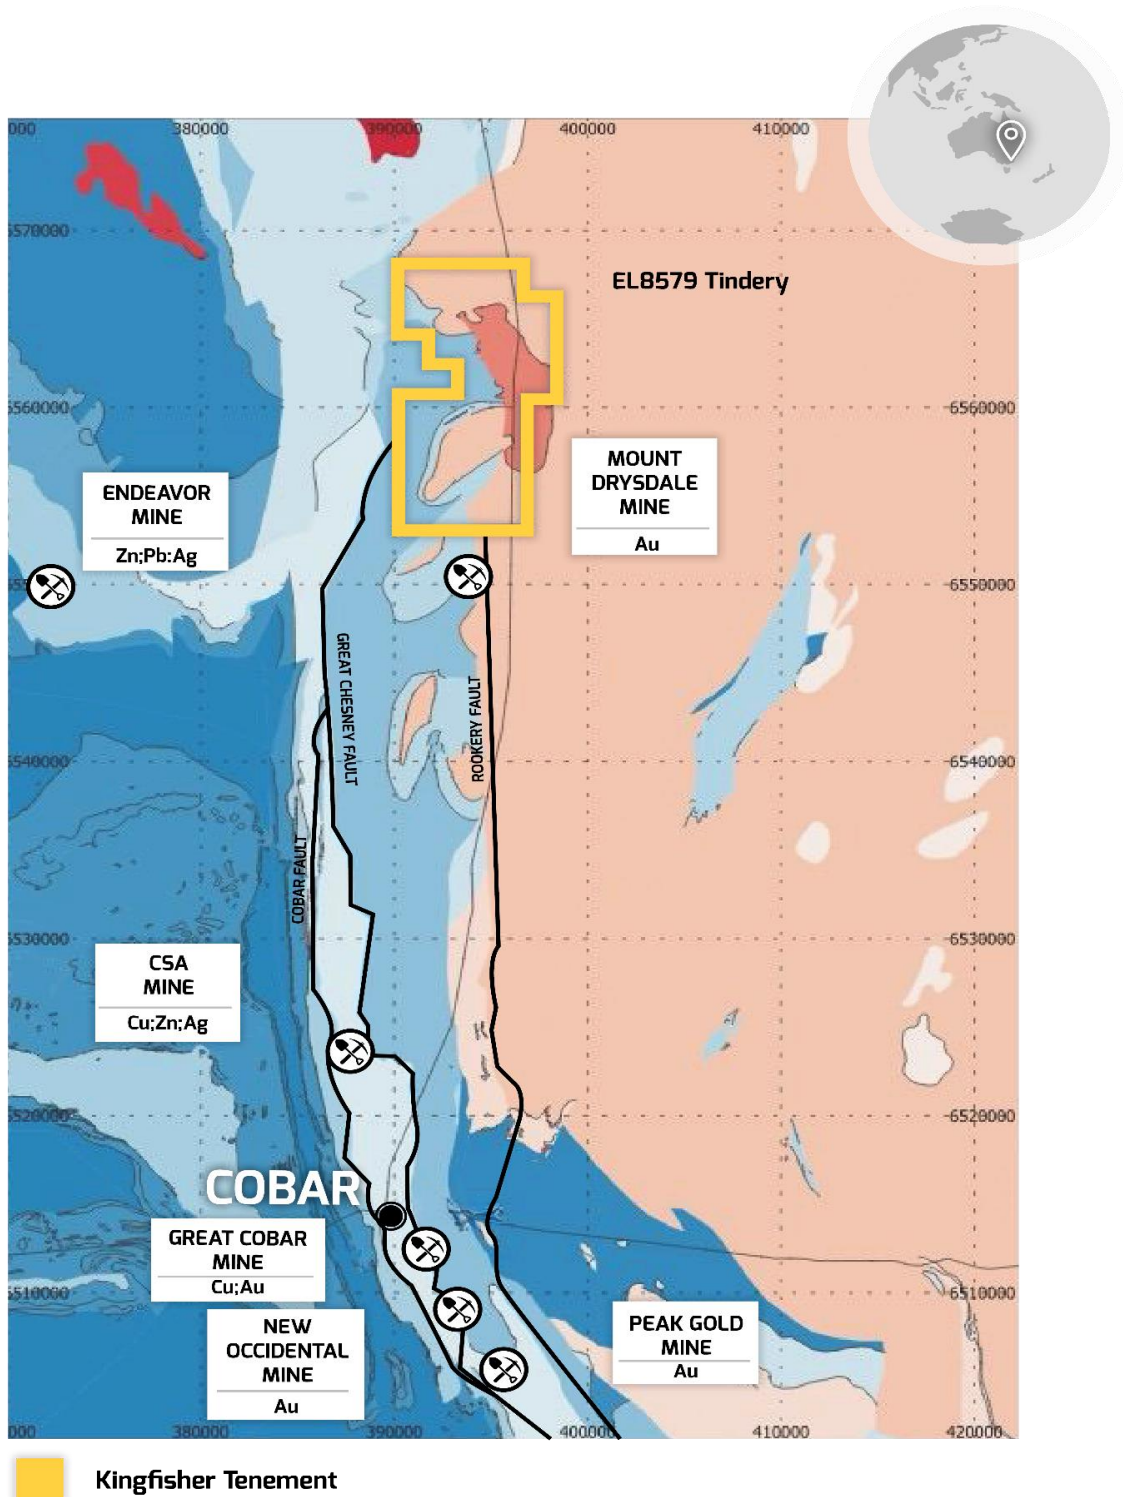 000 380000 390000 400000 410000
6570000
EL8579 Tindery
6560000 6560000
MOUNT
DRYSDALE
MINE
Au
ENDEAVOR
MINE
Zn;Pb:Ag
6550000
GREAT CHESNEY FAULT
ROOKERY FAULT
6540000 6540000
COBAR FAULT
6530000 6530000
CSA
MINE
Cu;Zn;Ag
6520000 6520000
COBAR
GREAT COBAR
MINE
Cu;Au
6510000 6510000
NEW
OCCIDENTAL
MINE
Au
PEAK GOLD
MINE
Au
000 380000 390000 400000 410000 420000
Kingfisher Tenement